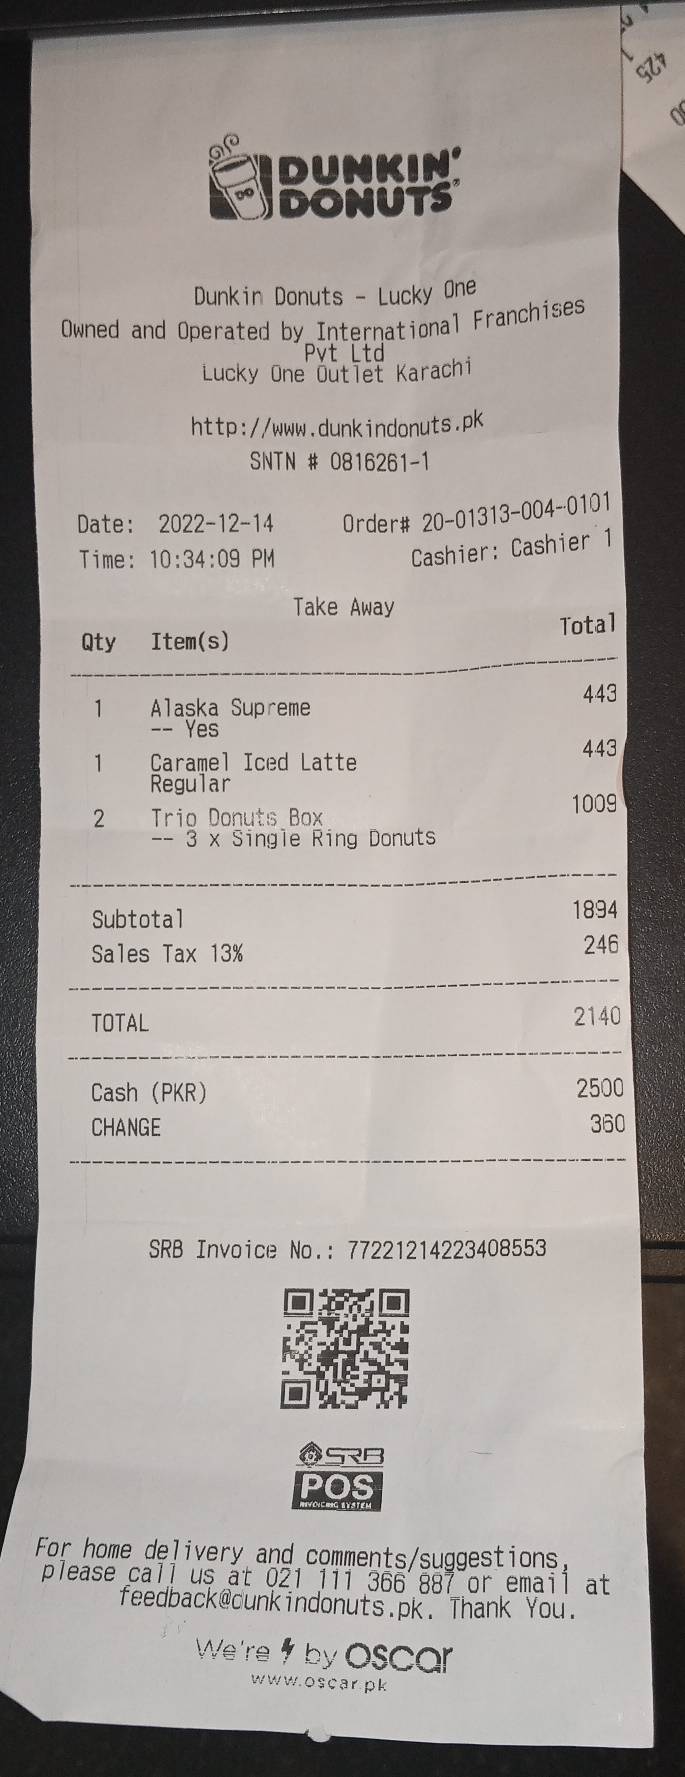 425
DUNKIN'
DONUTS
Dunkin Donuts - Lucky One
Owned and Operated by International Franchises
Pvt Ltd
Lucky One Outlet Karachi
http://www.dunkindonuts.pk
SNTN # 0816261-1
Date: 2022-12-14 Order# 20-01313-004-0101
Time: 10:34:09 PM Cashier: Cashier 1
Take Away
Qty Item(s) Total
1 Alaska Supreme 443
-- Yes
1 Caramel Iced Latte 443
Regular
2 Trio Donuts Box 1009
-- 3 x Single Ring Donuts
Subtotal 1894
Sales Tax 13% 246
TOTAL 2140
Cash (PKR) 2500
CHANGE 360
SRB Invoice No.: 77221214223408553
SRB
POS
INVOICING SYSTEM
For home delivery and comments/suggestions,
please call us at 021 111 366 887 or email at
feedback@dunkindonuts.pk. Thank You.
We're by OSCAR
www.oscar.pk